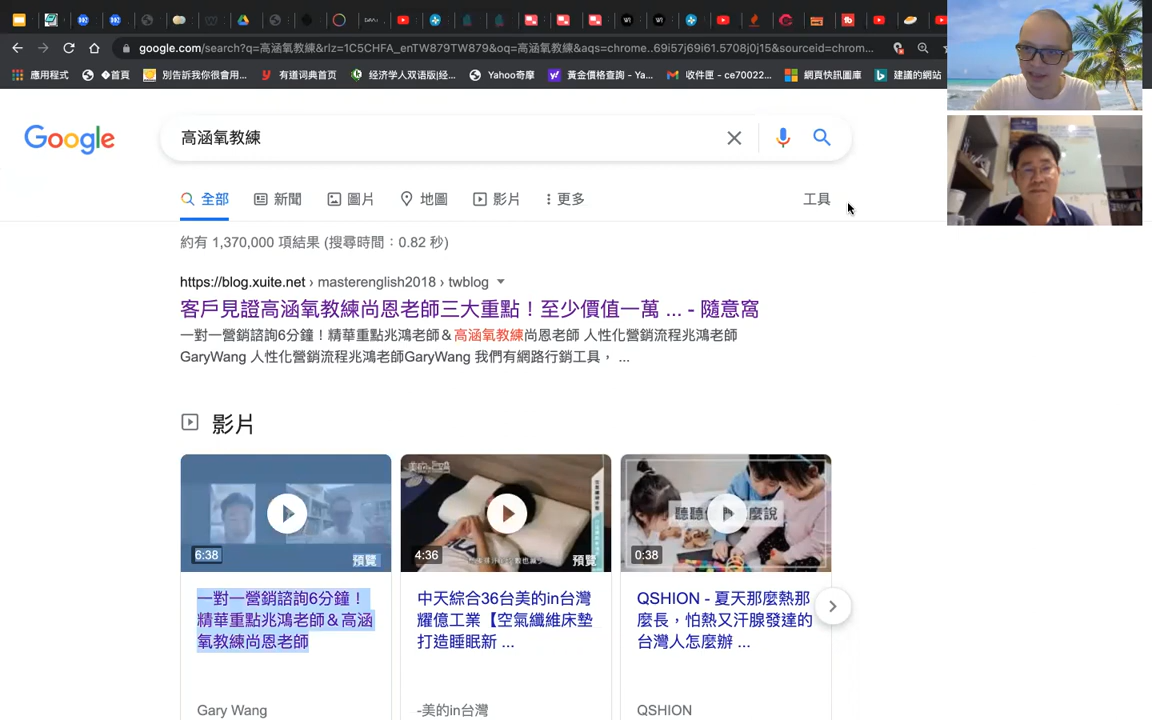 google.com/search?q=高涵氧教練&rlz=1C5CHFA_enTW879TW879&oq=高涵氧教練&aqs=chrome..69i57j69i61.5708j0j15&sourceid=chrom...
應用程式
�首頁
別告訴我你很會用...
有道词典首页
经济学人双语版|经...
Yahoo奇摩
黃金價格查詢 - Ya...
收件匣 - ce70022...
網頁快訊圖庫
建議的網站
Google
高涵氧教練
全部
新聞
圖片
地圖
影片
更多
工具
約有 1,370,000 項結果 (搜尋時間：0.82 秒)
https://blog.xuite.net › masterenglish2018 › twblog
客戶見證高涵氧教練尚恩老師三大重點！至少價值一萬 ... - 隨意窩
一對一營銷諮詢6分鐘！精華重點兆鴻老師＆高涵氧教練尚恩老師 人性化營銷流程兆鴻老師
GaryWang 人性化營銷流程兆鴻老師GaryWang 我們有網路行銷工具， ...
影片
6:38
預覽
一對一營銷諮詢6分鐘！
精華重點兆鴻老師＆高涵
氧教練尚恩老師
Gary Wang
4:36
預覽
中天綜合36台美的in台灣
耀億工業【空氣纖維床墊
打造睡眠新 ...
-美的in台灣
0:38
QSHION - 夏天那麼熱那
麼長，怕熱又汗腺發達的
台灣人怎麼辦 ...
QSHION